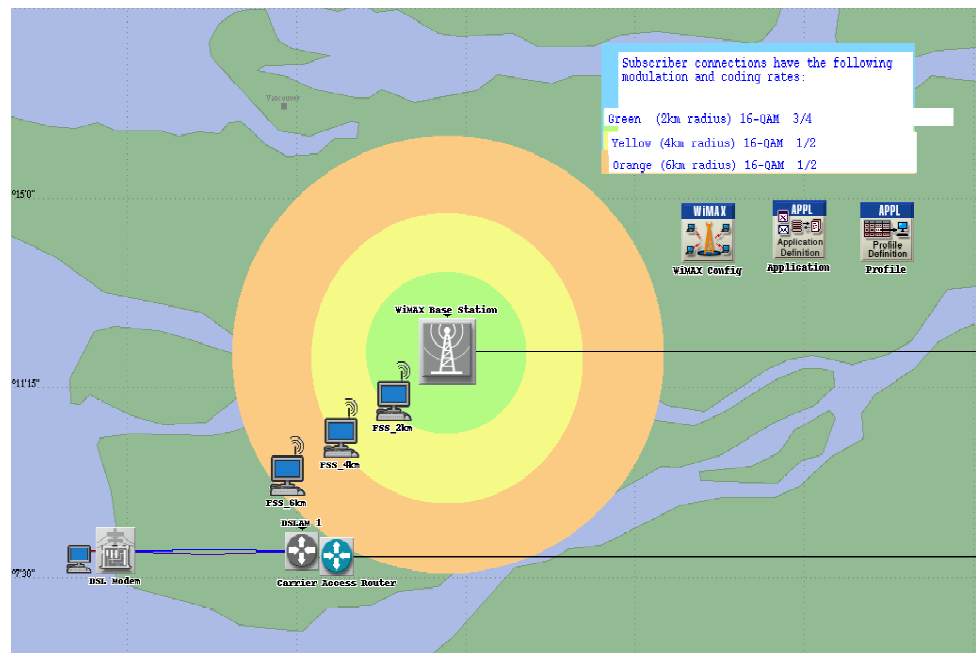 Subscriber connections have the following
modulation and coding rates:
Green (2km radius) 16-QAM 3/4
Yellow (4km radius) 16-QAM 1/2
Orange (6km radius) 16-QAM 1/2
Vancouver
°15'0"
WiMAX
APPL
APPL
Application
Definition
Profile
Definition
WiMAX Config
Application
Profile
WiMAX Base Station
°11'15"
FSS_2km
FSS_4km
FSS_6km
DSLAM 1
°7'30"
DSL Modem
Carrier Access Router